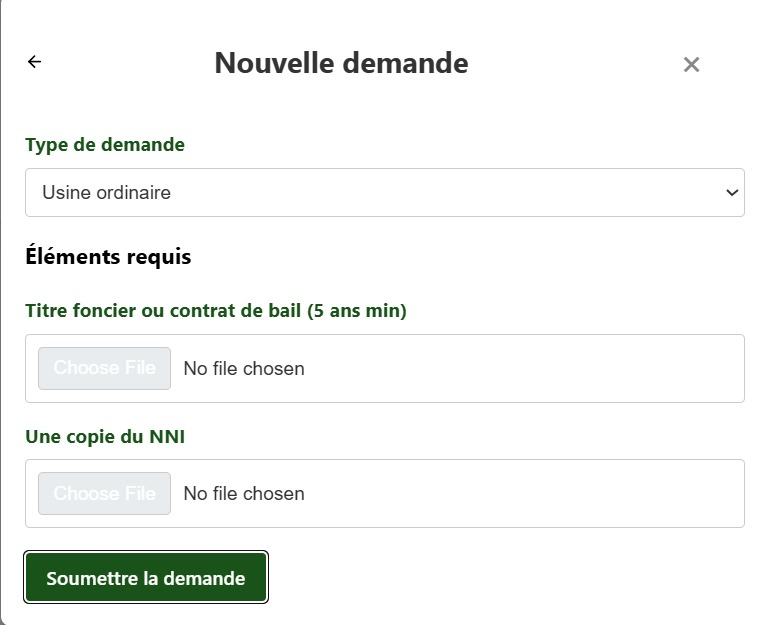 Nouvelle demande
Type de demande
Usine ordinaire
Éléments requis
Titre foncier ou contrat de bail (5 ans min)
Choose File No file chosen
Une copie du NNI
Choose File No file chosen
Soumettre la demande